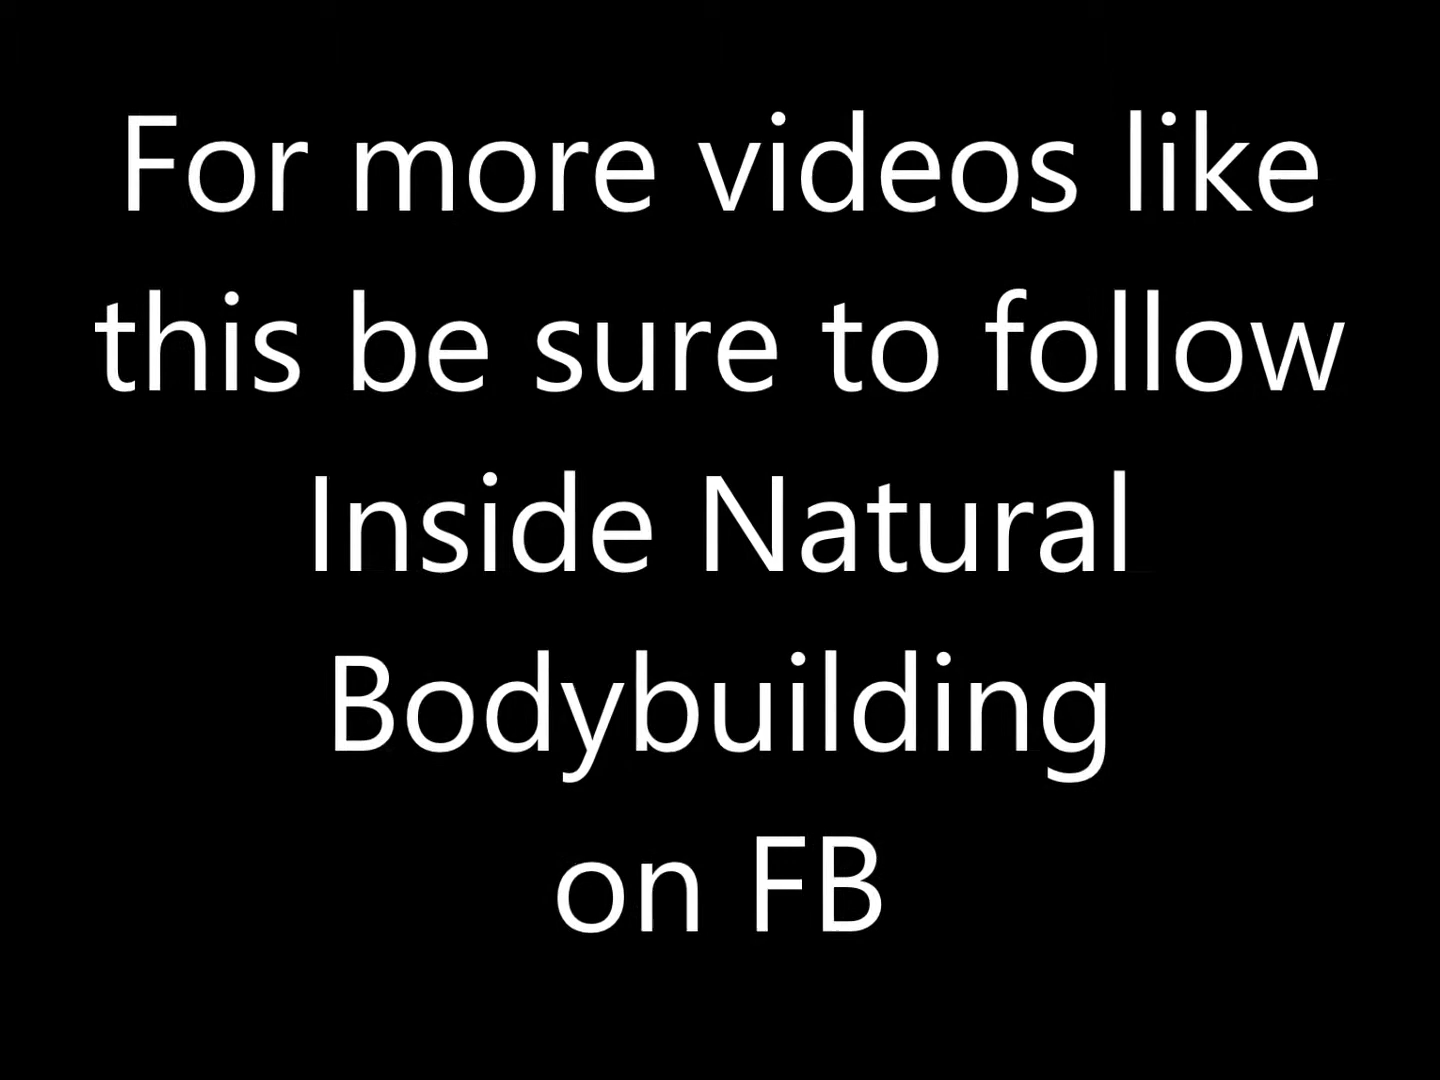 For more videos like
this be sure to follow
Inside Natural
Bodybuilding
on FB